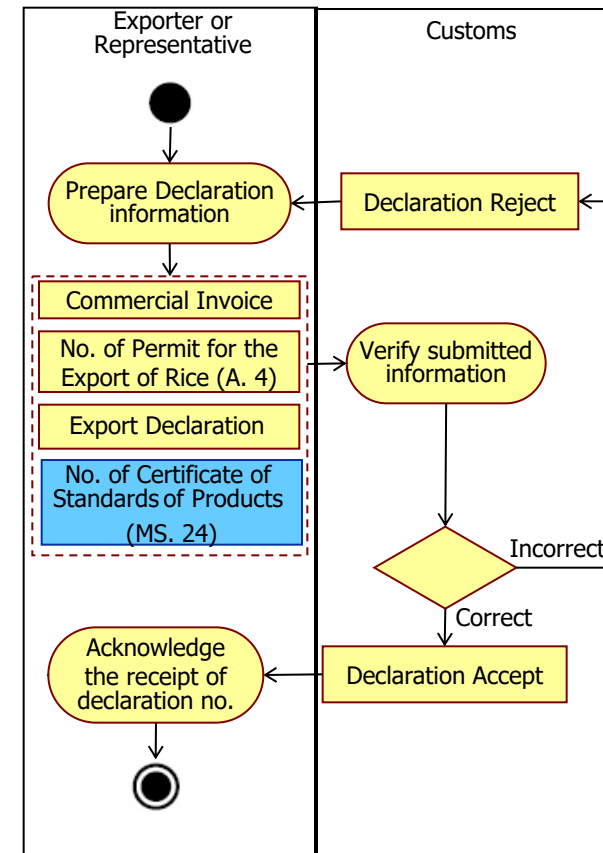 Exporter or
Representative
Customs
Prepare Declaration
information
Declaration Reject
Commercial Invoice
No. of Permit for the
Export of Rice (A. 4)
Verify submitted
information
Export Declaration
No. of Certificate of
Standards of Products
(MS. 24)
Incorrect
Correct
Acknowledge
the receipt of
declaration no.
Declaration Accept